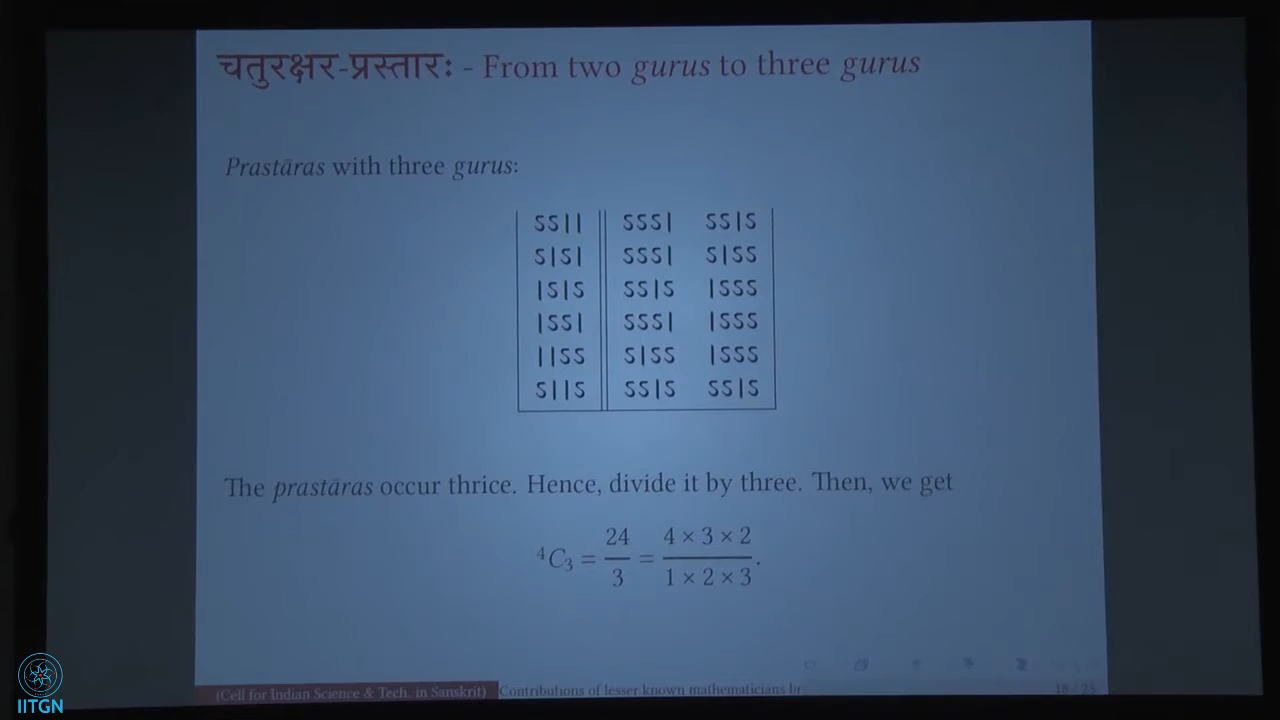 चतुरक्षर-प्रस्तारः - From two gurus to three gurus
Prastāras with three gurus:
SS|| SSS| SS|S
S|S| SSS| S|SS
|S|S SS|S |SSS
|SS| SSS| |SSS
||SS S|SS |SSS
S||S SS|S SS|S
The prastāras occur thrice. Hence, divide it by three. Then, we get
⁴C₃ = 24/3 = 4 × 3 × 2 / 1 × 2 × 3.
(Cell for Indian Science & Tech. in Sanskrit) Contributions of lesser known mathematicians br
18 / 25
IITGN